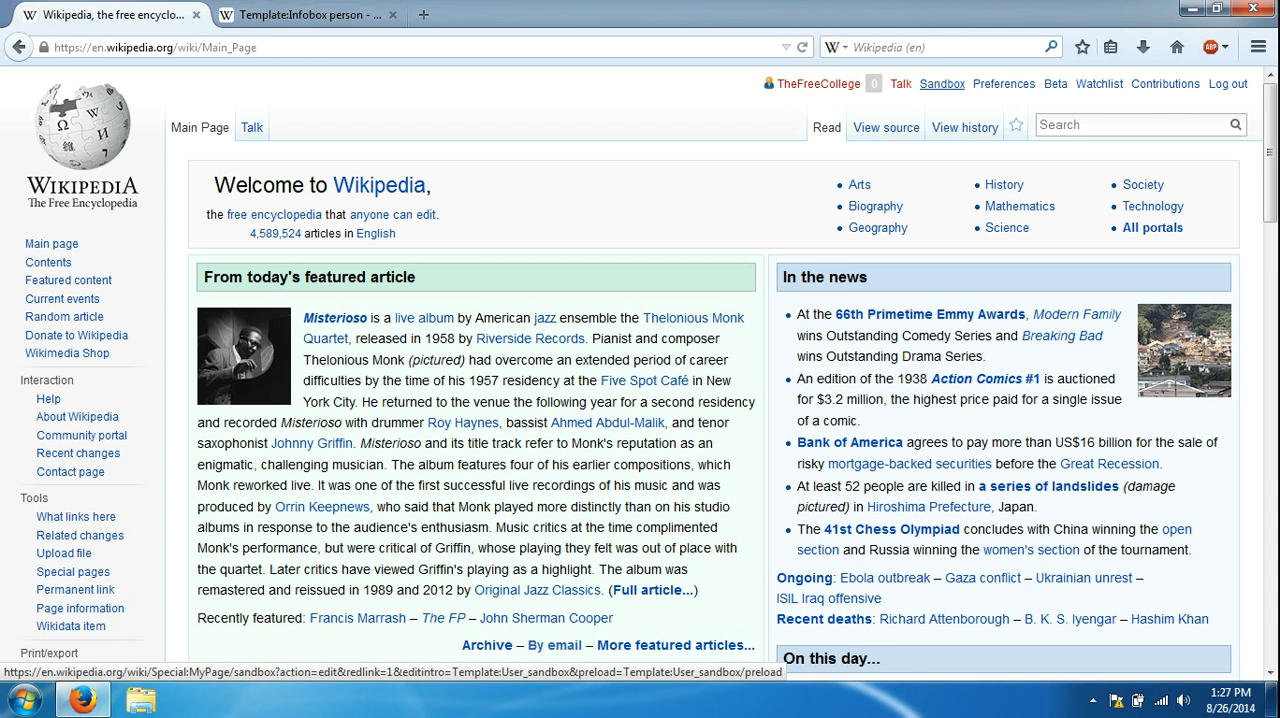 Wikipedia, the free encyclo...
Template:Infobox person - ...
https://en.wikipedia.org/wiki/Main_Page
Wikipedia (en)
ABP
TheFreeCollege 0 Talk Sandbox Preferences Beta Watchlist Contributions Log out
Main Page Talk
Read View source View history
Search
WIKIPEDIA
The Free Encyclopedia
Main page
Contents
Featured content
Current events
Random article
Donate to Wikipedia
Wikimedia Shop
Interaction
Help
About Wikipedia
Community portal
Recent changes
Contact page
Tools
What links here
Related changes
Upload file
Special pages
Permanent link
Page information
Wikidata item
Print/export
Welcome to Wikipedia,
the free encyclopedia that anyone can edit.
4,589,524 articles in English
Arts
Biography
Geography
History
Mathematics
Science
Society
Technology
All portals
From today's featured article
Misterioso is a live album by American jazz ensemble the Thelonious Monk
Quartet, released in 1958 by Riverside Records. Pianist and composer
Thelonious Monk (pictured) had overcome an extended period of career
difficulties by the time of his 1957 residency at the Five Spot Café in New
York City. He returned to the venue the following year for a second residency
and recorded Misterioso with drummer Roy Haynes, bassist Ahmed Abdul-Malik, and tenor
saxophonist Johnny Griffin. Misterioso and its title track refer to Monk's reputation as an
enigmatic, challenging musician. The album features four of his earlier compositions, which
Monk reworked live. It was one of the first successful live recordings of his music and was
produced by Orrin Keepnews, who said that Monk played more distinctly than on his studio
albums in response to the audience's enthusiasm. Music critics at the time complimented
Monk's performance, but were critical of Griffin, whose playing they felt was out of place with
the quartet. Later critics have viewed Griffin's playing as a highlight. The album was
remastered and reissued in 1989 and 2012 by Original Jazz Classics. (Full article...)
Recently featured: Francis Marrash – The FP – John Sherman Cooper
Archive – By email – More featured articles...
In the news
At the 66th Primetime Emmy Awards, Modern Family
wins Outstanding Comedy Series and Breaking Bad
wins Outstanding Drama Series.
An edition of the 1938 Action Comics #1 is auctioned
for $3.2 million, the highest price paid for a single issue
of a comic.
Bank of America agrees to pay more than US$16 billion for the sale of
risky mortgage-backed securities before the Great Recession.
At least 52 people are killed in a series of landslides (damage
pictured) in Hiroshima Prefecture, Japan.
The 41st Chess Olympiad concludes with China winning the open
section and Russia winning the women's section of the tournament.
Ongoing: Ebola outbreak – Gaza conflict – Ukrainian unrest –
ISIL Iraq offensive
Recent deaths: Richard Attenborough – B. K. S. Iyengar – Hashim Khan
On this day...
https://en.wikipedia.org/wiki/Special:MyPage/sandbox?action=edit&redlink=1&editintro=Template:User_sandbox&preload=Template:User_sandbox/preload
1:27 PM
8/26/2014